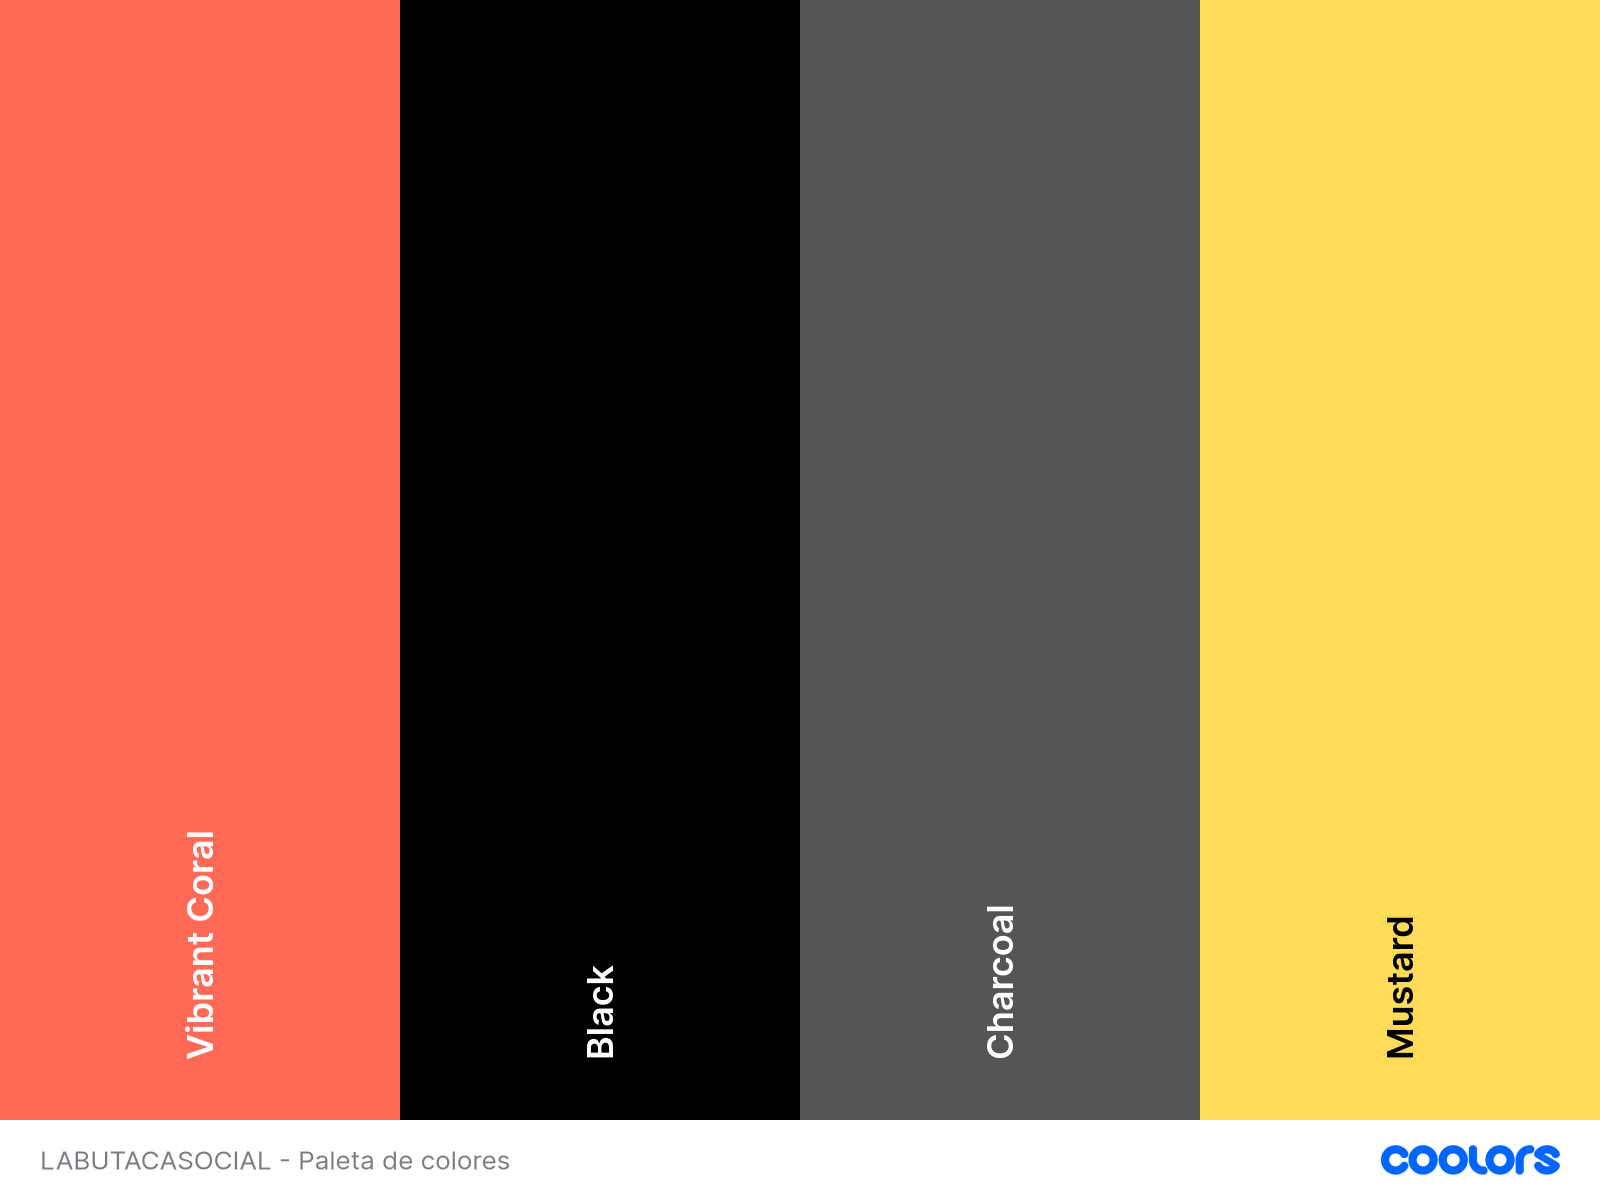 Vibrant Coral
Black
Charcoal
Mustard
LABUTACASOCIAL - Paleta de colores
coolors